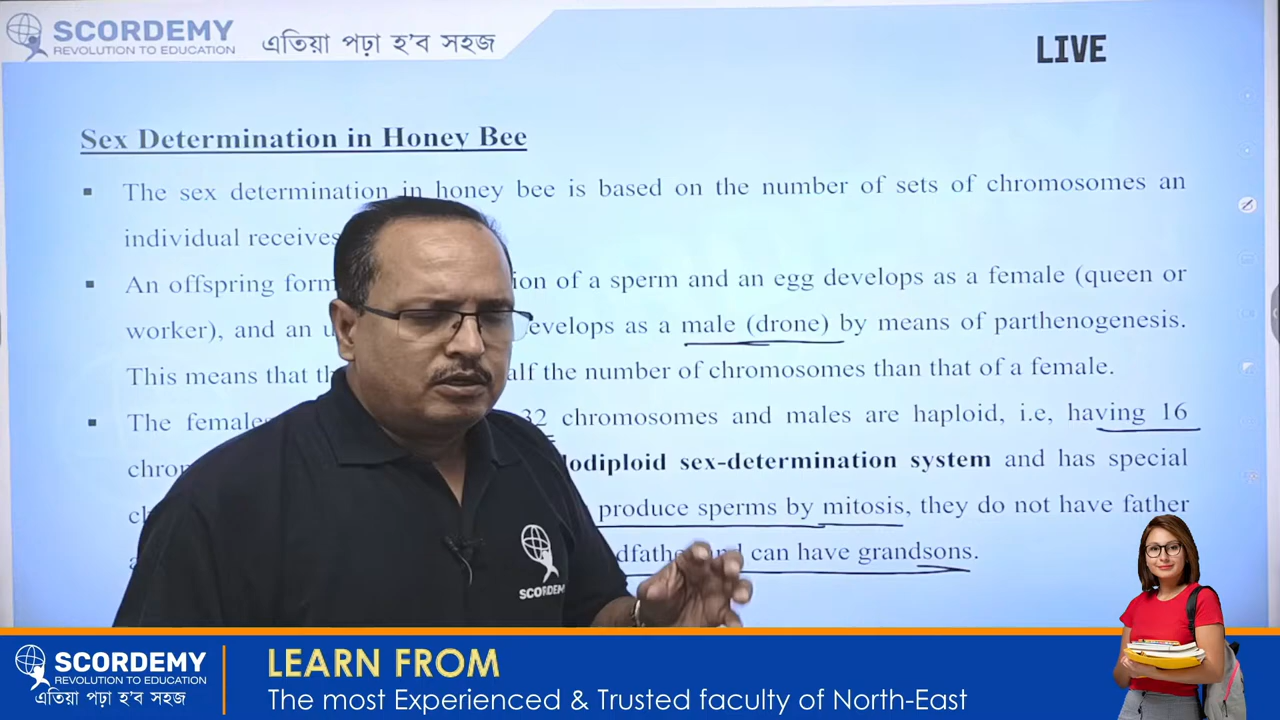 SCORDEMY
REVOLUTION TO EDUCATION
এতিয়া পঢ়া হ'ব সহজ
LIVE
Sex Determination in Honey Bee
▪ The sex determination in honey bee is based on the number of sets of chromosomes an
individual receives
▪ An offspring form ion of a sperm and an egg develops as a female (queen or
worker), and an evelops as a male (drone) by means of parthenogenesis.
This means that alf the number of chromosomes than that of a female.
▪ The females 32 chromosomes and males are haploid, i.e, having 16
chro lodiploid sex-determination system and has special
produce sperms by mitosis, they do not have father
and can have grandsons.
SCORDEMY
SCORDEMY
REVOLUTION TO EDUCATION
এতিয়া পঢ়া হ'ব সহজ
LEARN FROM
The most Experienced & Trusted faculty of North-East